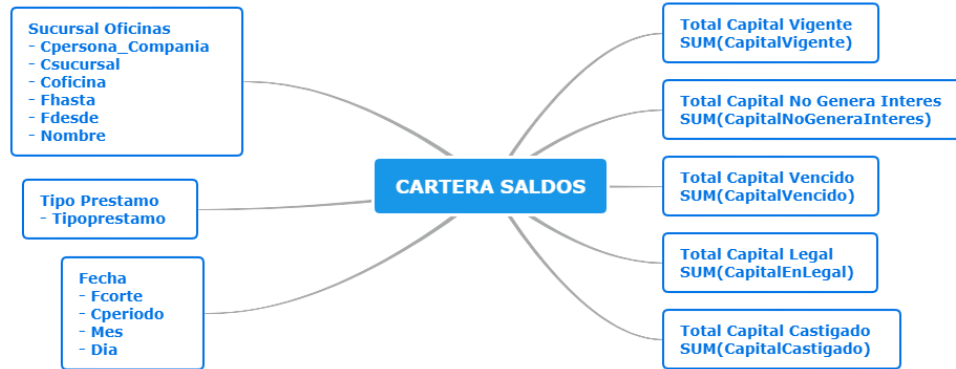 Sucursal Oficinas
- Cpersona_Compania
- Csucursal
- Coficina
- Fhasta
- Fdesde
- Nombre
Tipo Prestamo
- Tipoprestamo
Fecha
- Fcorte
- Cperiodo
- Mes
- Dia
CARTERA SALDOS
Total Capital Vigente
SUM(CapitalVigente)
Total Capital No Genera Interes
SUM(CapitalNoGeneraInteres)
Total Capital Vencido
SUM(CapitalVencido)
Total Capital Legal
SUM(CapitalEnLegal)
Total Capital Castigado
SUM(CapitalCastigado)